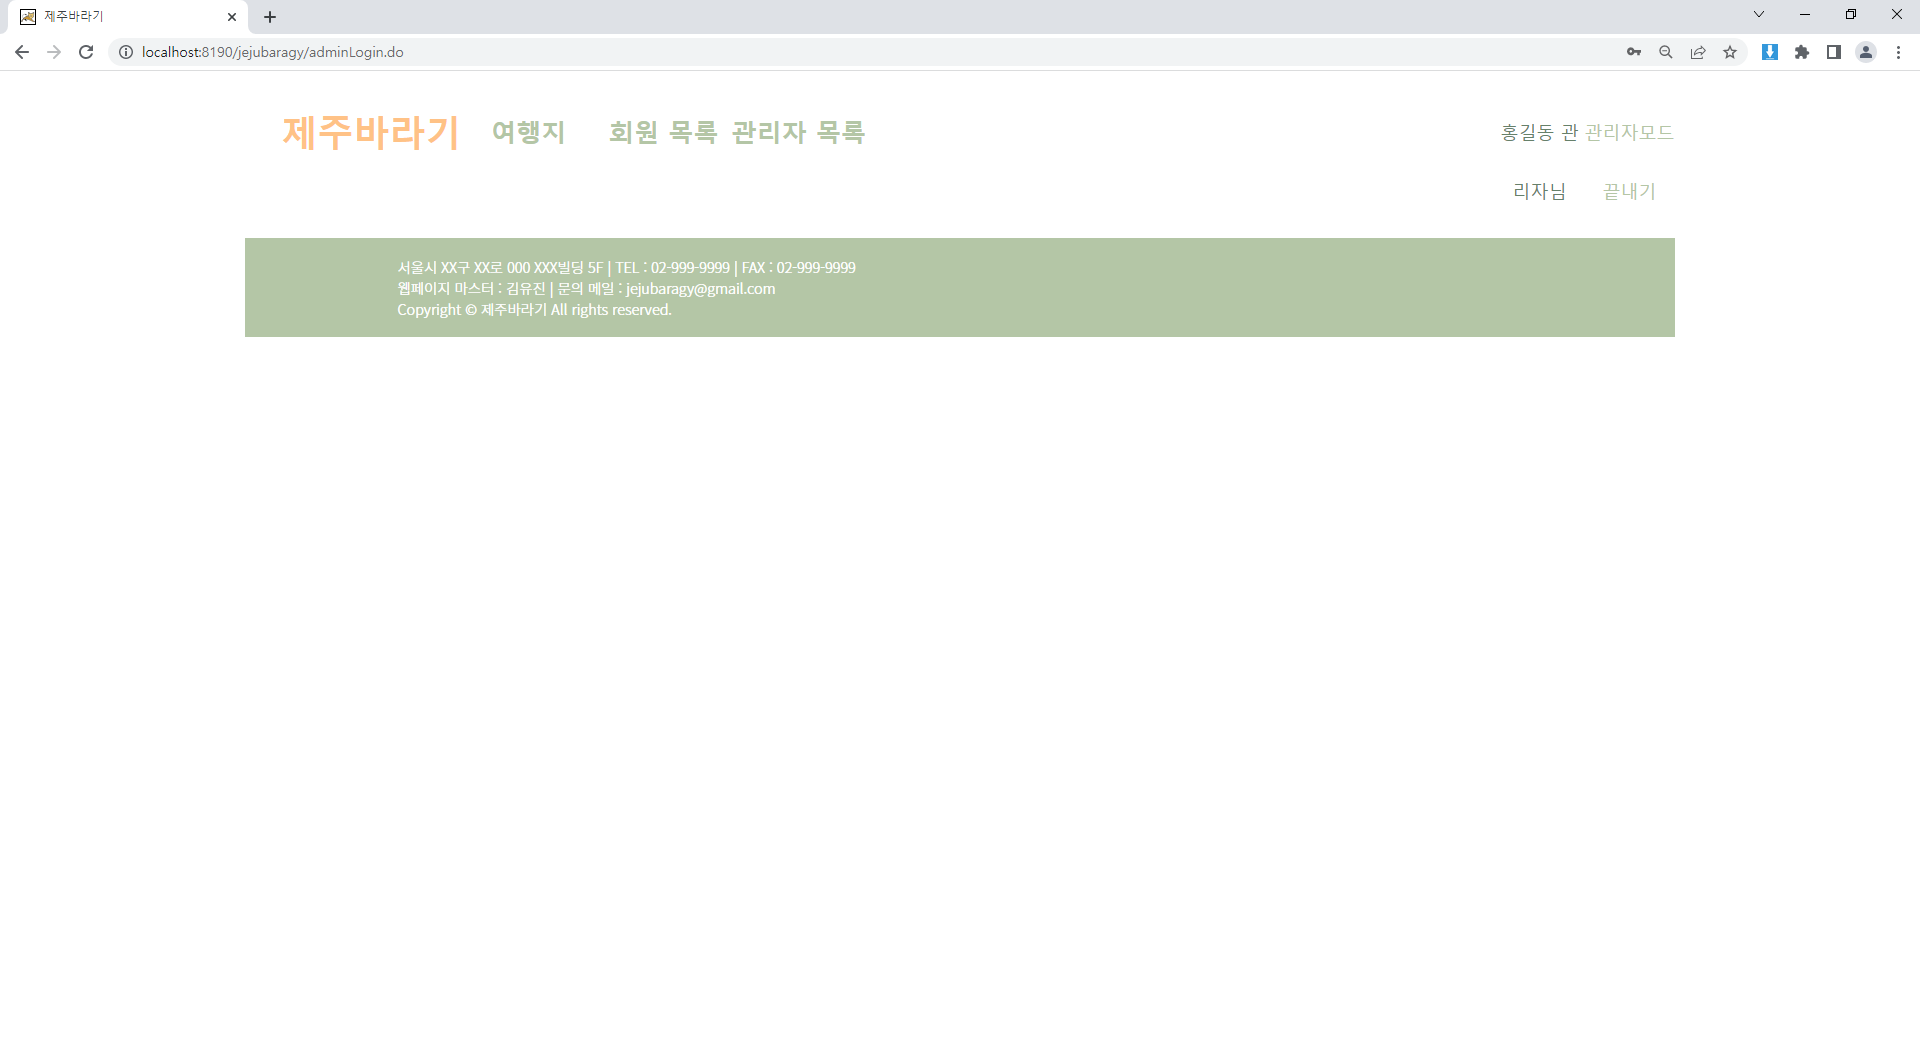 제주바라기
localhost:8190/jejubaragy/adminLogin.do
제주바라기 여행지 회원 목록 관리자 목록 홍길동 관 관리자모드
리자님 끝내기
서울시 XX구 XX로 000 XXX빌딩 5F | TEL : 02-999-9999 | FAX : 02-999-9999
웹페이지 마스터 : 김유진 | 문의 메일 : jejubaragy@gmail.com
Copyright © 제주바라기 All rights reserved.